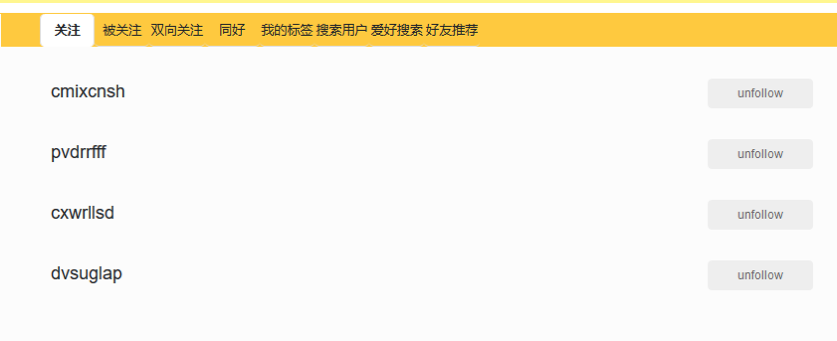 关注 被关注 双向关注 同好 我的标签 搜索用户 爱好搜索 好友推荐
cmixcnsh unfollow
pvdrrfff unfollow
cxwrllsd unfollow
dvsuglap unfollow